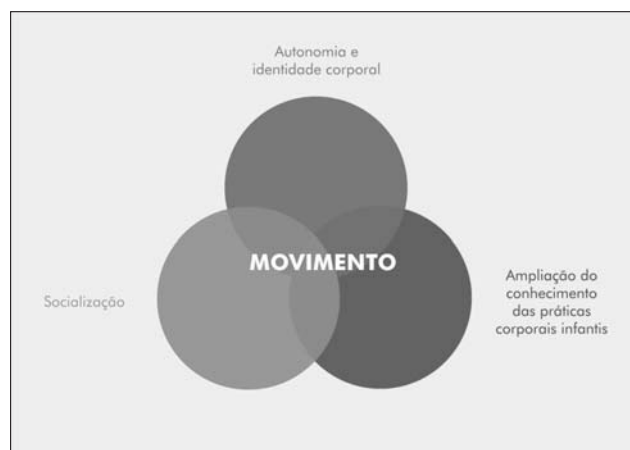 Autonomia e
identidade corporal
MOVIMENTO
Socialização
Ampliação do
conhecimento
das práticas
corporais infantis